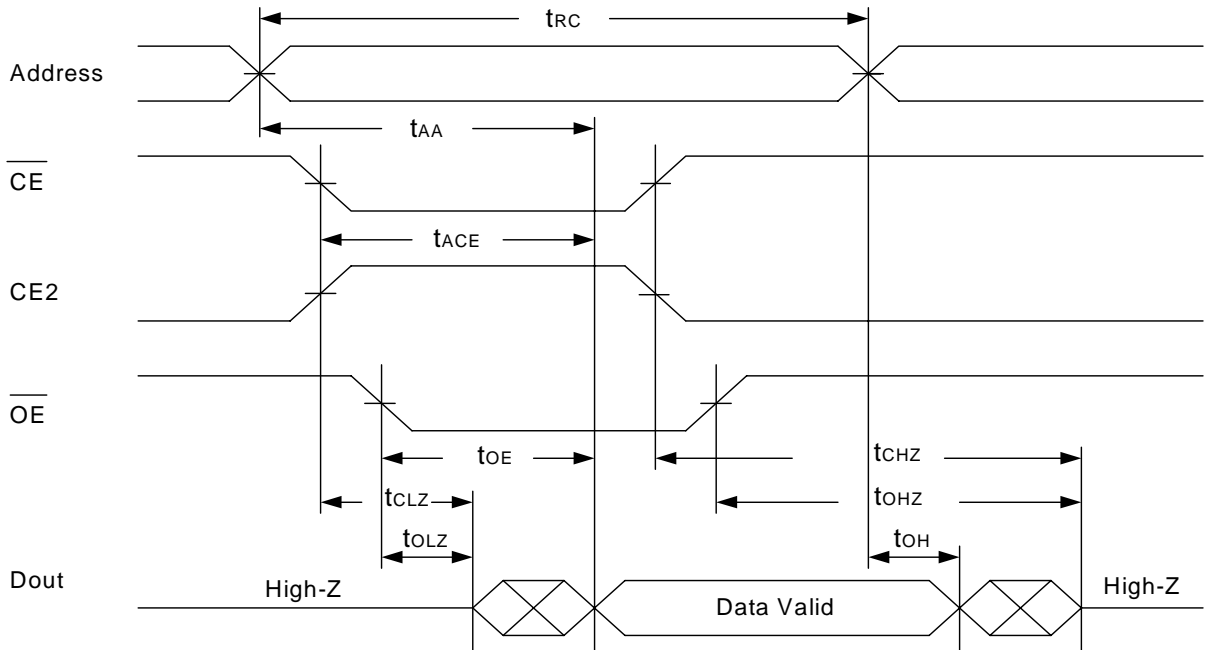 tRC
Address
tAA
CE
tACE
CE2
OE
tOE
tCHZ
tCLZ
tOHZ
tOLZ
tOH
Dout
High-Z
Data Valid
High-Z